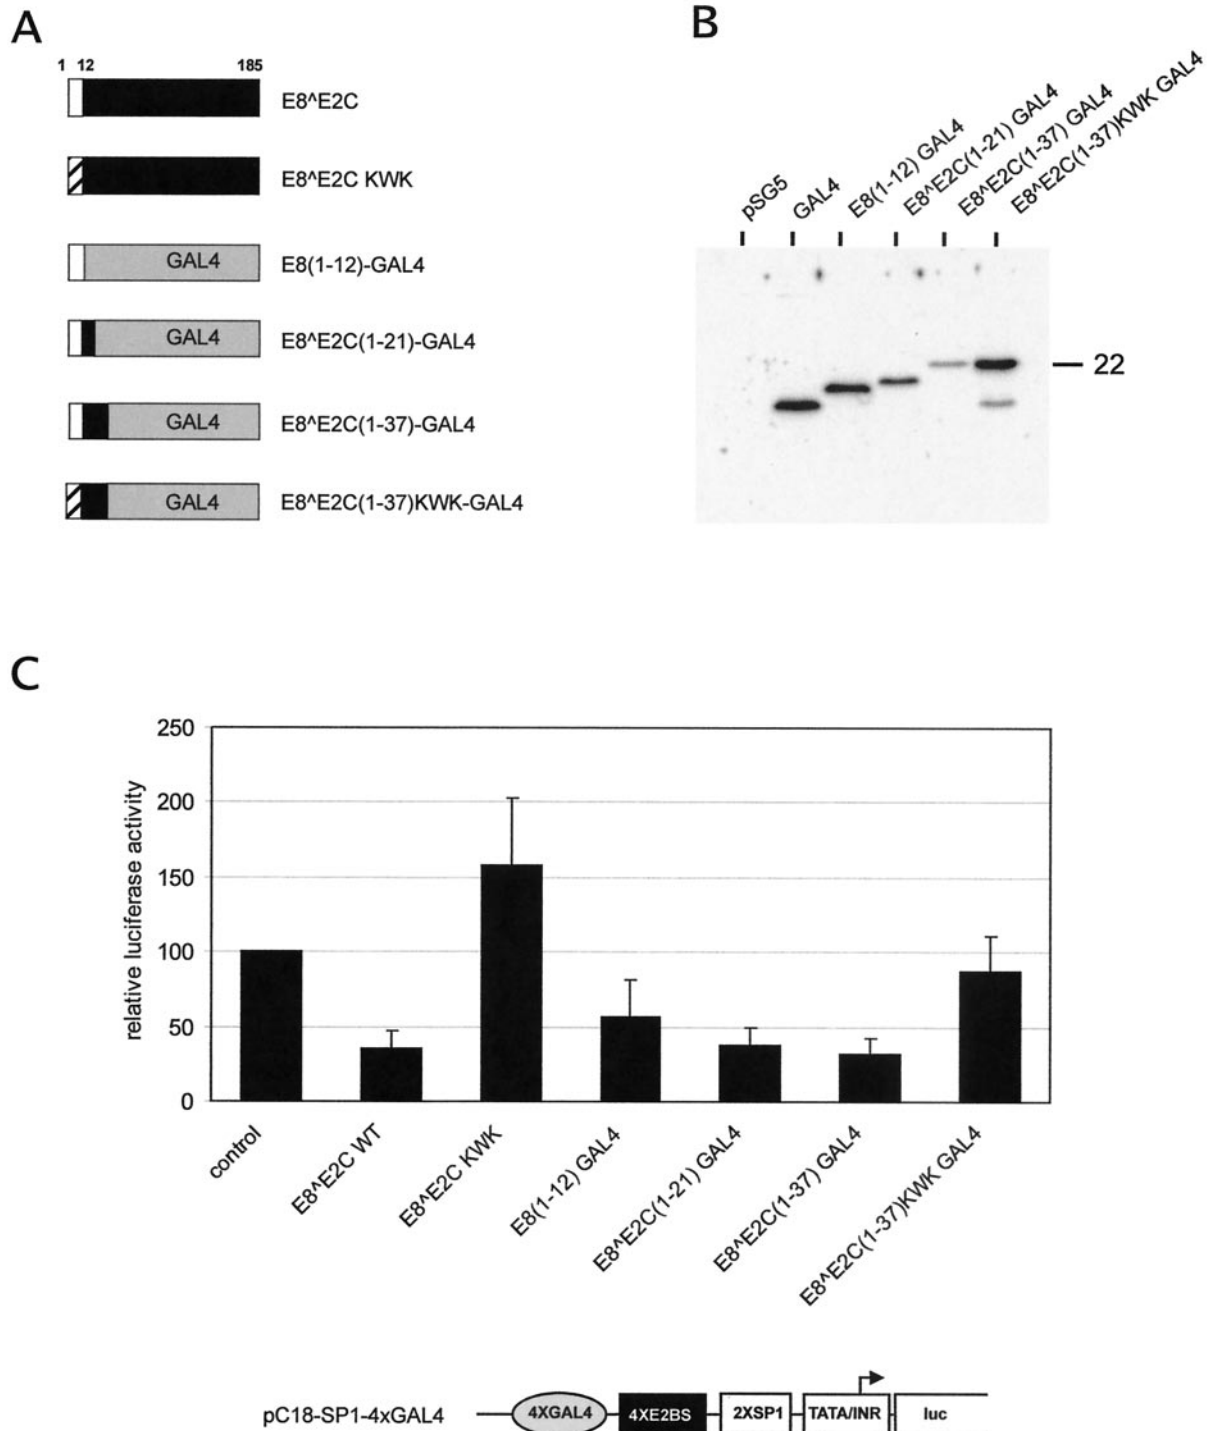 A
1 12 185
E8^E2C
E8^E2C KWK
GAL4 E8(1-12)-GAL4
GAL4 E8^E2C(1-21)-GAL4
GAL4 E8^E2C(1-37)-GAL4
GAL4 E8^E2C(1-37)KWK-GAL4
B
pSG5
GAL4
E8(1-12) GAL4
E8^E2C(1-21) GAL4
E8^E2C(1-37) GAL4
E8^E2C(1-37)KWK GAL4
22
C
relative luciferase activity
250
200
150
100
50
0
control
E8^E2C WT
E8^E2C KWK
E8(1-12) GAL4
E8^E2C(1-21) GAL4
E8^E2C(1-37) GAL4
E8^E2C(1-37)KWK GAL4
pC18-SP1-4xGAL4 4XGAL4 4XE2BS 2XSP1 TATA/INR luc